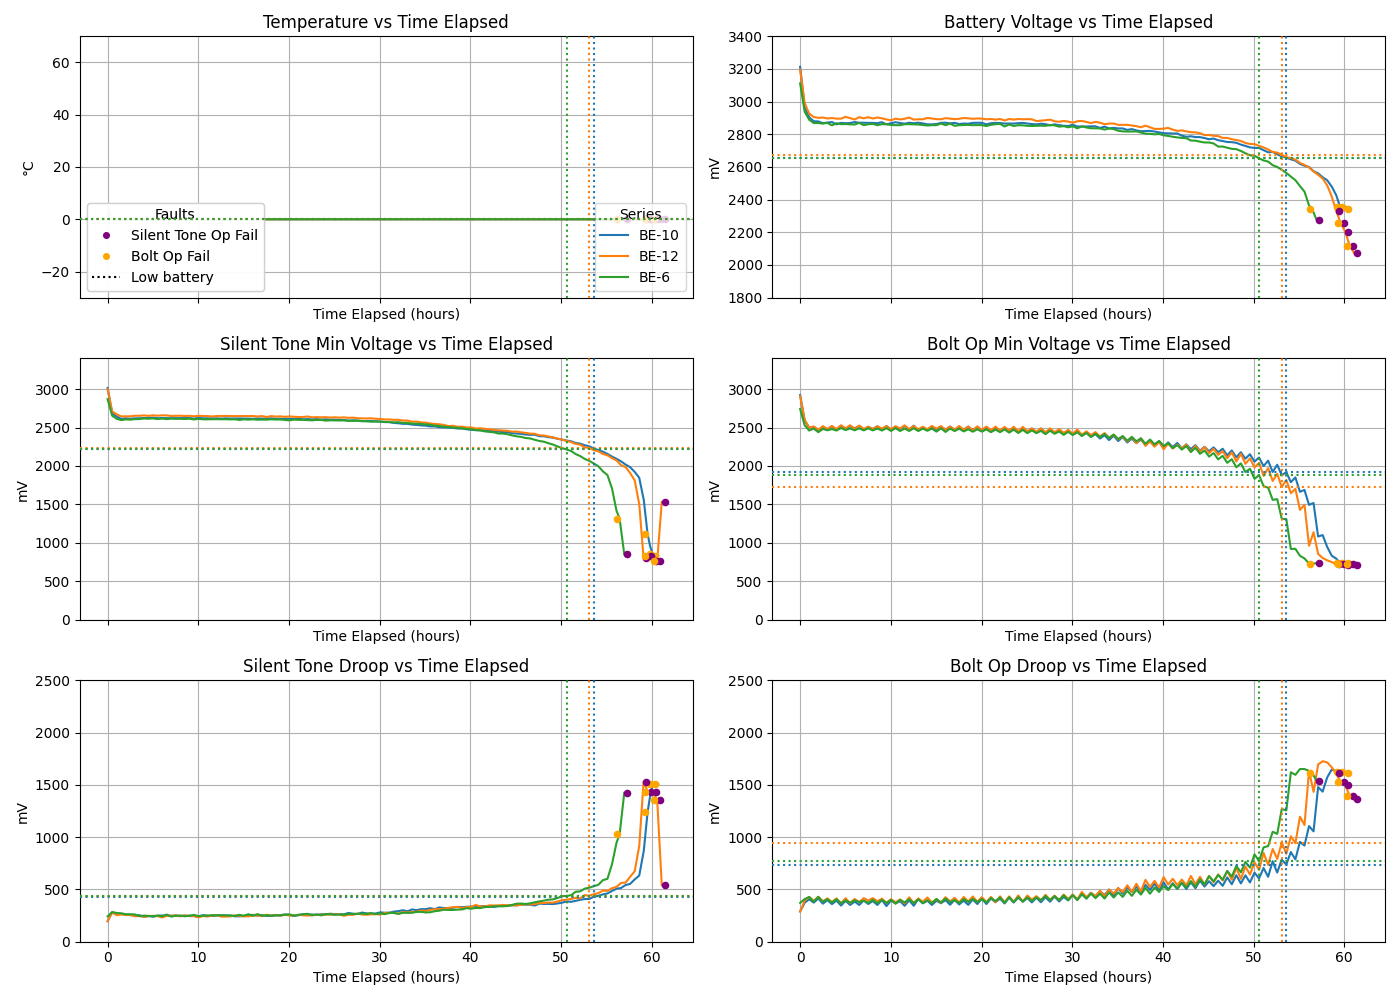 Temperature vs Time Elapsed
60
40
20
0
−20
°C
Faults
Silent Tone Op Fail
Bolt Op Fail
Low battery
Series
BE-10
BE-12
BE-6
Time Elapsed (hours)
Battery Voltage vs Time Elapsed
3400
3200
3000
2800
2600
2400
2200
2000
1800
mV
Time Elapsed (hours)
Silent Tone Min Voltage vs Time Elapsed
3000
2500
2000
1500
1000
500
0
mV
Time Elapsed (hours)
Bolt Op Min Voltage vs Time Elapsed
3000
2500
2000
1500
1000
500
0
mV
Time Elapsed (hours)
Silent Tone Droop vs Time Elapsed
2500
2000
1500
1000
500
0
mV
0 10 20 30 40 50 60
Time Elapsed (hours)
Bolt Op Droop vs Time Elapsed
2500
2000
1500
1000
500
0
mV
0 10 20 30 40 50 60
Time Elapsed (hours)